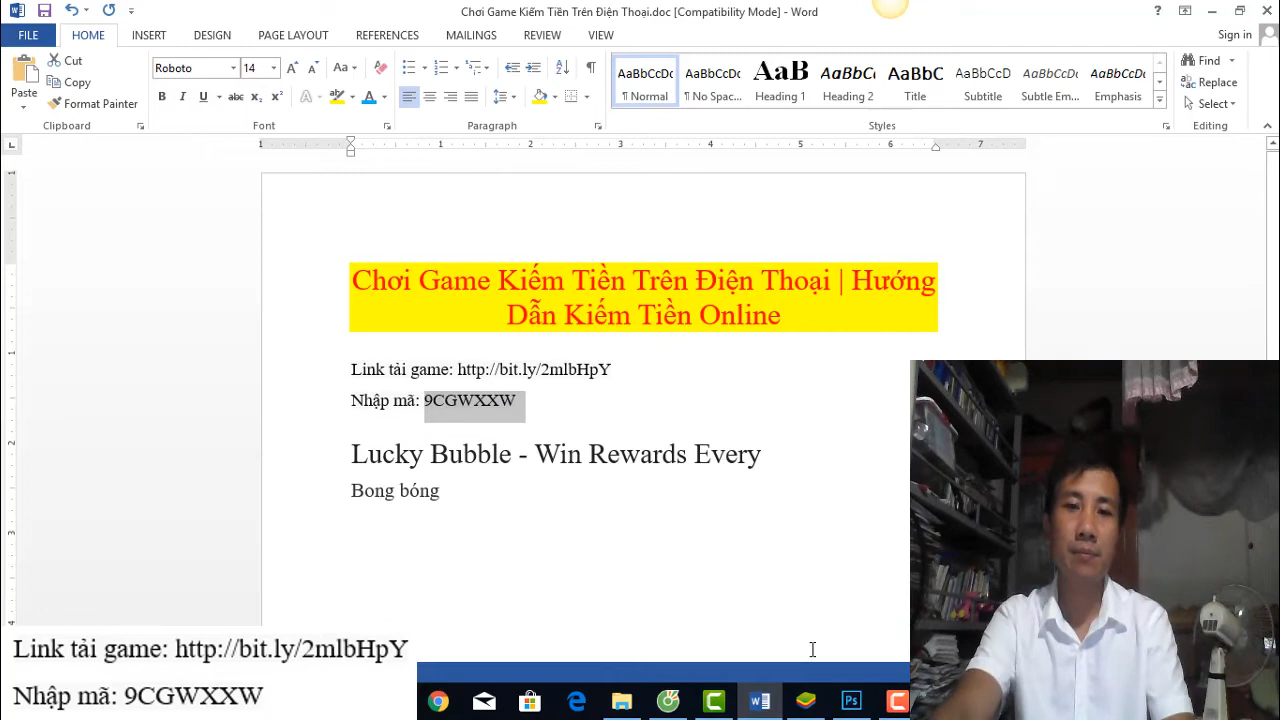 Chơi Game Kiếm Tiền Trên Điện Thoại.doc [Compatibility Mode] - Word
Sign in
FILE HOME INSERT DESIGN PAGE LAYOUT REFERENCES MAILINGS REVIEW VIEW
Paste
Cut
Copy
Format Painter
Clipboard
Roboto 14
Font
Paragraph
AaBbCcDc AaBbCcDc AaB AaBbCc AaBbC AaBbCcD AaBbCcDc AaBbCcDc
¶ Normal ¶ No Spac... Heading 1 Heading 2 Title Subtitle Subtle Em... Emphasis
Styles
Find
Replace
Select
Editing
Chơi Game Kiếm Tiền Trên Điện Thoại | Hướng
Dẫn Kiếm Tiền Online
Link tải game: http://bit.ly/2mlbHpY
Nhập mã: 9CGWXXW
Lucky Bubble - Win Rewards Every
Bong bóng
Link tải game: http://bit.ly/2mlbHpY
Nhập mã: 9CGWXXW